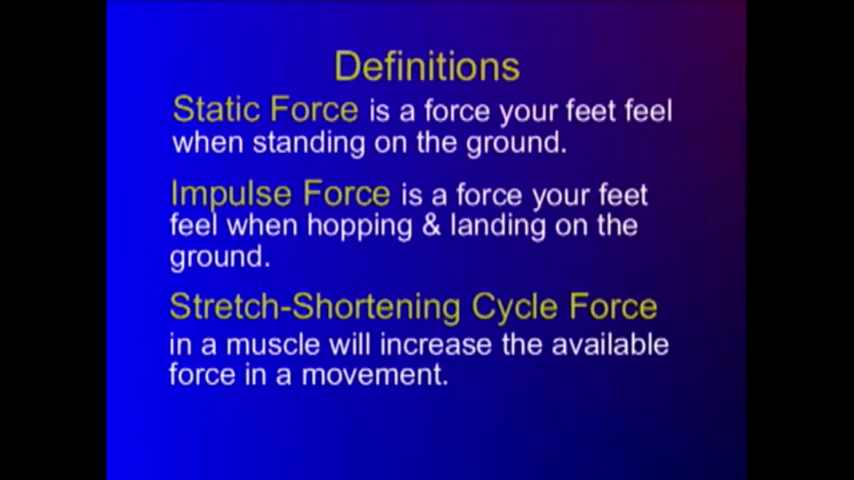 Definitions
Static Force is a force your feet feel
when standing on the ground.
Impulse Force is a force your feet
feel when hopping & landing on the
ground.
Stretch-Shortening Cycle Force
in a muscle will increase the available
force in a movement.